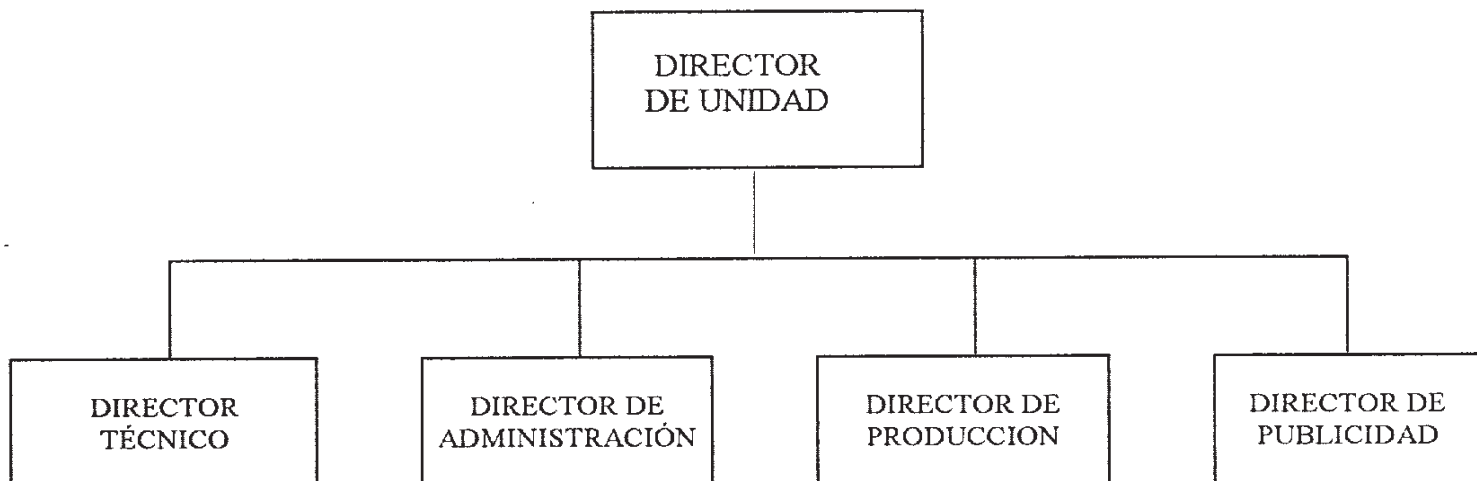 DIRECTOR
DE UNIDAD
DIRECTOR
TÉCNICO
DIRECTOR DE
ADMINISTRACIÓN
DIRECTOR DE
PRODUCCION
DIRECTOR DE
PUBLICIDAD